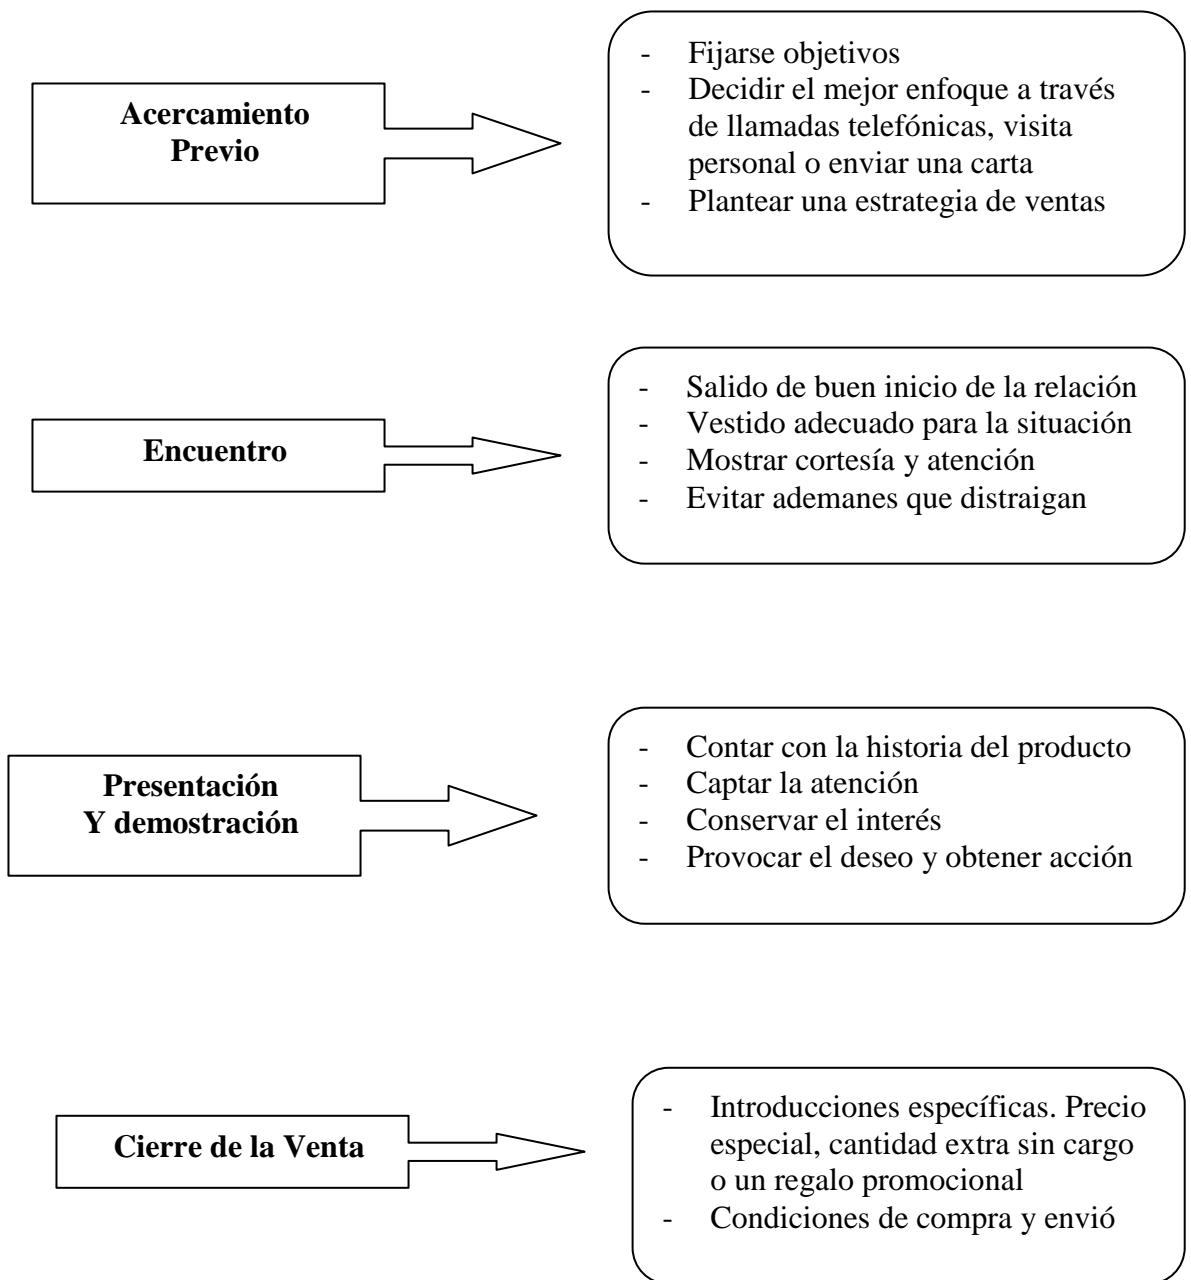 Acercamiento
Previo
- Fijarse objetivos
- Decidir el mejor enfoque a través
de llamadas telefónicas, visita
personal o enviar una carta
- Plantear una estrategia de ventas
Encuentro
- Salido de buen inicio de la relación
- Vestido adecuado para la situación
- Mostrar cortesía y atención
- Evitar ademanes que distraigan
Presentación
Y demostración
- Contar con la historia del producto
- Captar la atención
- Conservar el interés
- Provocar el deseo y obtener acción
Cierre de la Venta
- Introducciones específicas. Precio
especial, cantidad extra sin cargo
o un regalo promocional
- Condiciones de compra y envió